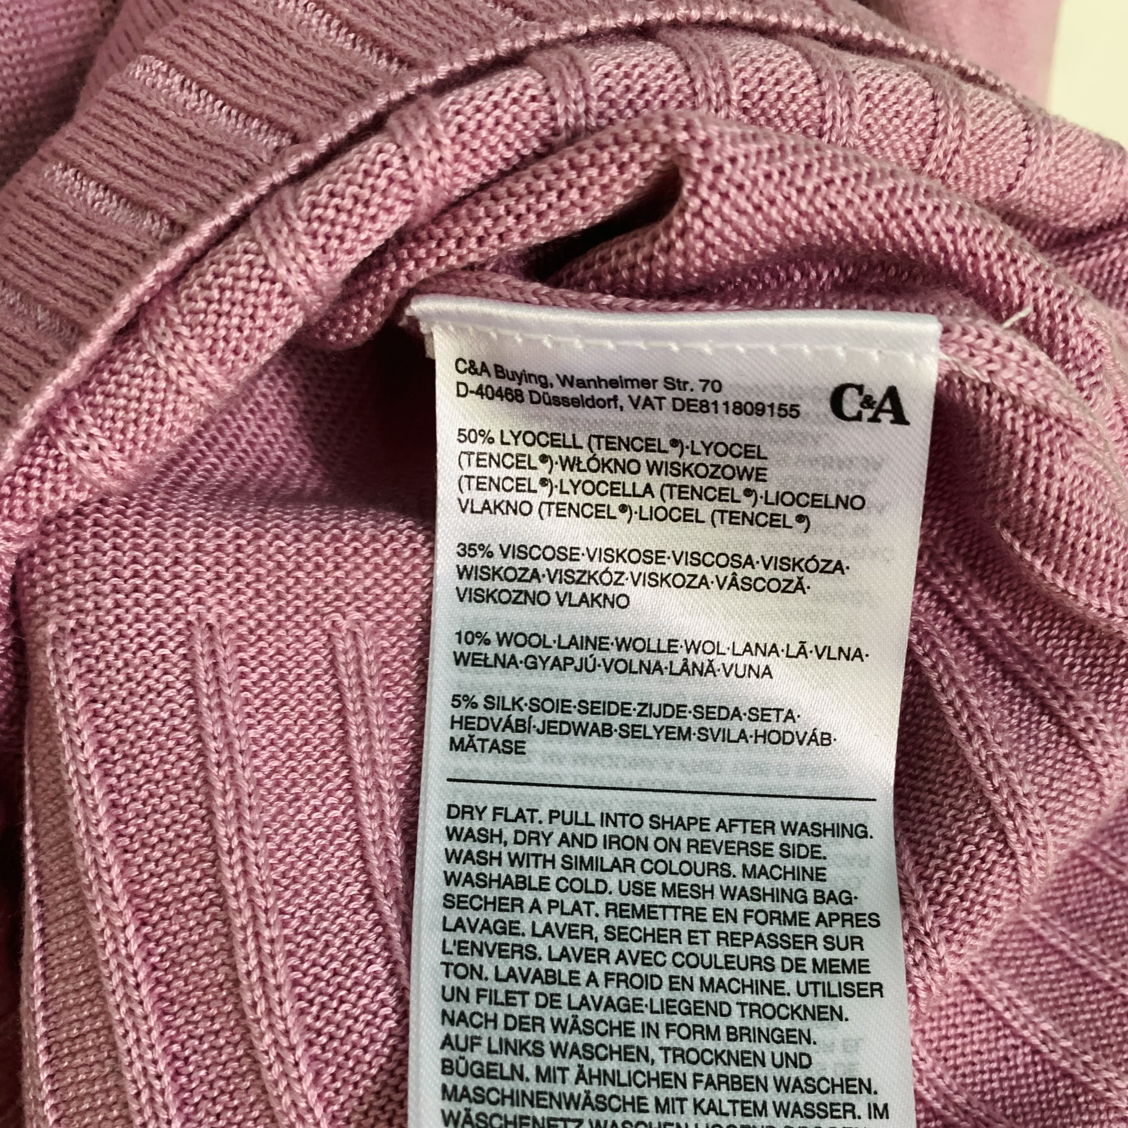 C&A Buying, Wanheimer Str. 70
D-40468 Düsseldorf, VAT DE811809155
C&A
50% LYOCELL (TENCEL®)·LYOCEL
(TENCEL®)·WŁÓKNO WISKOZOWE
(TENCEL®)·LYOCELLA (TENCEL®)·LIOCELNO
VLAKNO (TENCEL®)·LIOCEL (TENCEL®)
35% VISCOSE·VISKOSE·VISCOSA·VISKÓZA·
WISKOZA·VISZKÓZ·VISKOZA·VÂSCOZĂ·
VISKOZNO VLAKNO
10% WOOL·LAINE·WOLLE·WOL·LANA·LÃ·VLNA·
WEŁNA·GYAPJÚ·VOLNA·LÂNĂ·VUNA
5% SILK·SOIE·SEIDE·ZIJDE·SEDA·SETA·
HEDVÁBÍ·JEDWAB·SELYEM·SVILA·HODVÁB·
MĂTASE
DRY FLAT. PULL INTO SHAPE AFTER WASHING.
WASH, DRY AND IRON ON REVERSE SIDE.
WASH WITH SIMILAR COLOURS. MACHINE
WASHABLE COLD. USE MESH WASHING BAG·
SECHER A PLAT. REMETTRE EN FORME APRES
LAVAGE. LAVER, SECHER ET REPASSER SUR
L'ENVERS. LAVER AVEC COULEURS DE MEME
TON. LAVABLE A FROID EN MACHINE. UTILISER
UN FILET DE LAVAGE·LIEGEND TROCKNEN.
NACH DER WÄSCHE IN FORM BRINGEN.
AUF LINKS WASCHEN, TROCKNEN UND
BÜGELN. MIT ÄHNLICHEN FARBEN WASCHEN.
MASCHINENWÄSCHE MIT KALTEM WASSER. IM
WÄSCHENETZ WASCHEN